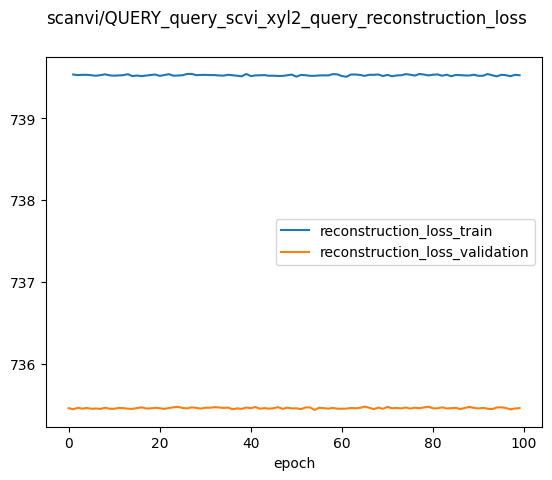 scanvi/QUERY_query_scvi_xyl2_query_reconstruction_loss
739
738
737
736
reconstruction_loss_train
reconstruction_loss_validation
0
20
40
60
80
100
epoch